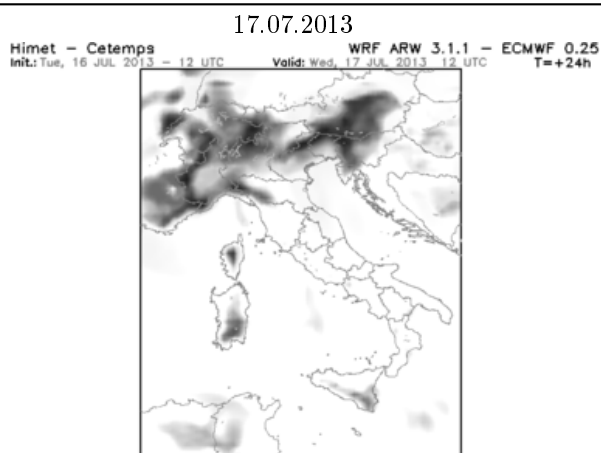 17.07.2013
Himet – Cetemps WRF ARW 3.1.1 – ECMWF 0.25
Init.: Tue, 16 JUL 2013 – 12 UTC Valid: Wed, 17 JUL 2013 12 UTC T=+24h